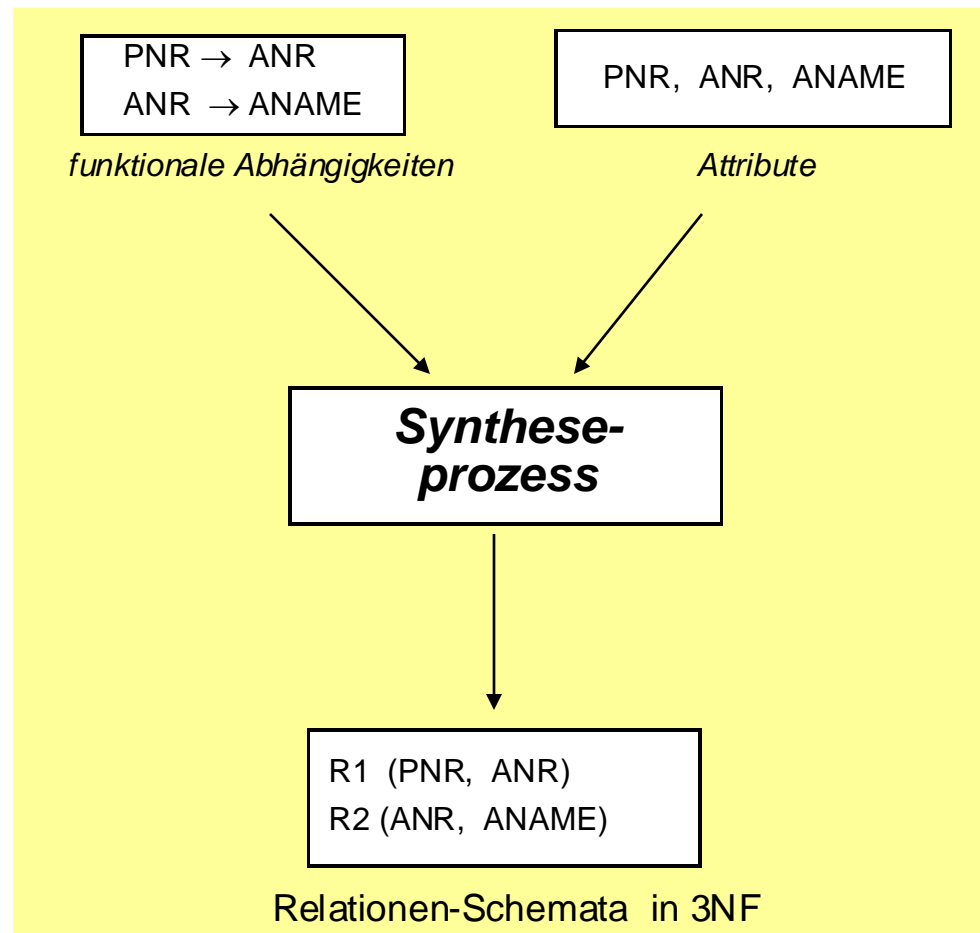 PNR → ANR
ANR → ANAME
funktionale Abhängigkeiten
PNR, ANR, ANAME
Attribute
Synthese-
prozess
R1 (PNR, ANR)
R2 (ANR, ANAME)
Relationen-Schemata in 3NF